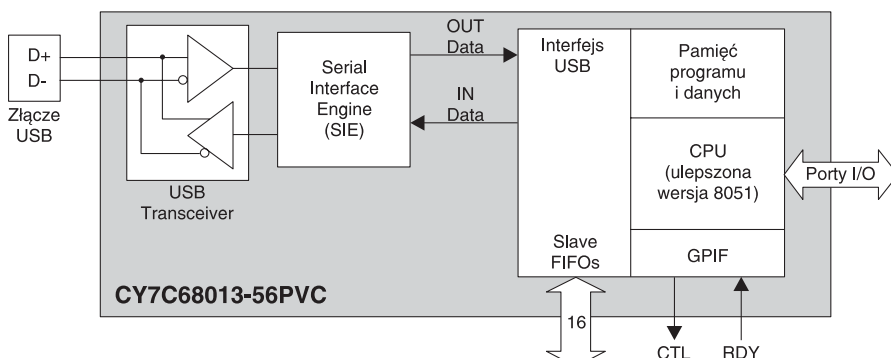 D+
D-
Złącze
USB
USB
Transceiver
Serial
Interface
Engine
(SIE)
OUT
Data
IN
Data
Interfejs
USB
Slave
FIFOs
Pamięć
programu
i danych
CPU
(ulepszona
wersja 8051)
GPIF
Porty I/O
CY7C68013-56PVC
16
CTL
RDY